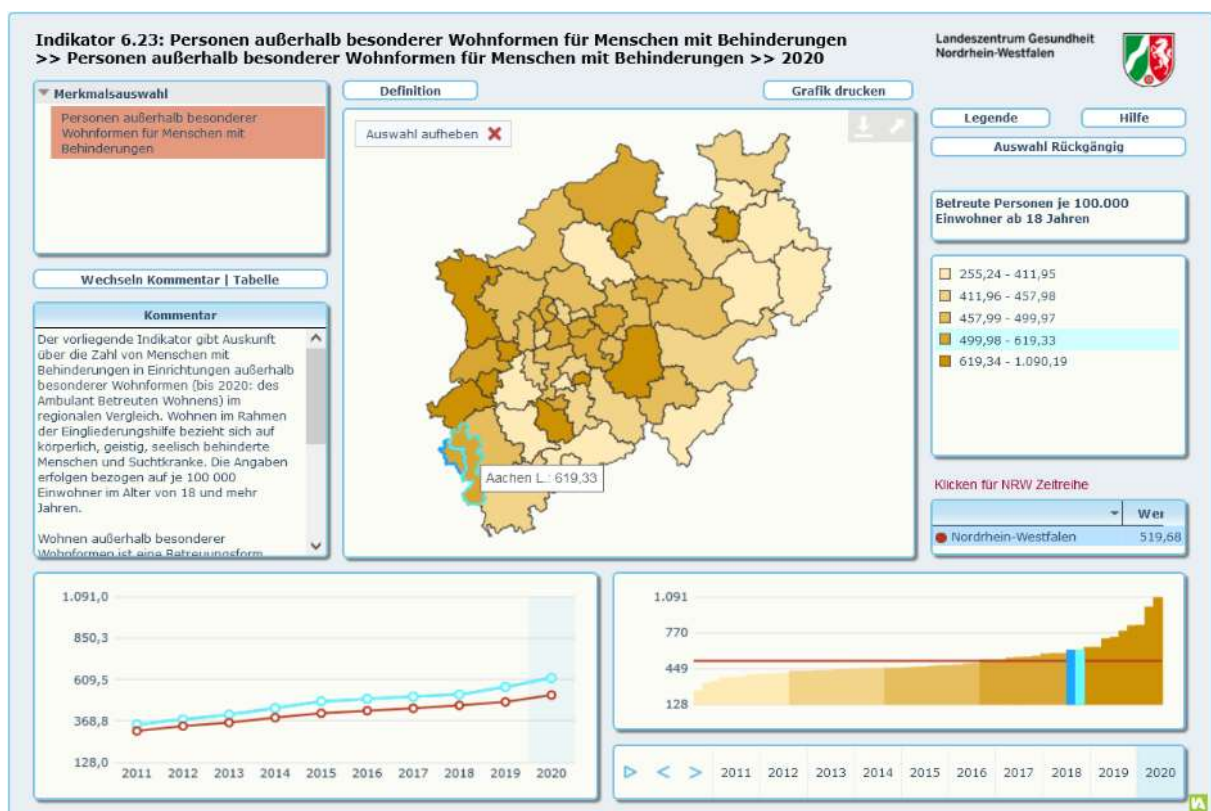 Indikator 6.23: Personen außerhalb besonderer Wohnformen für Menschen mit Behinderungen
>> Personen außerhalb besonderer Wohnformen für Menschen mit Behinderungen >> 2020
Landeszentrum Gesundheit
Nordrhein-Westfalen
Merkmalsauswahl
Personen außerhalb besonderer
Wohnformen für Menschen mit
Behinderungen
Definition
Grafik drucken
Auswahl aufheben
Legende
Hilfe
Auswahl Rückgängig
Betreute Personen je 100.000
Einwohner ab 18 Jahren
255,24 - 411,95
411,96 - 457,98
457,99 - 499,97
499,98 - 619,33
619,34 - 1.090,19
Wechseln Kommentar | Tabelle
Kommentar
Der vorliegende Indikator gibt Auskunft
über die Zahl von Menschen mit
Behinderungen in Einrichtungen außerhalb
besonderer Wohnformen (bis 2020: des
Ambulant Betreuten Wohnens) im
regionalen Vergleich. Wohnen im Rahmen
der Eingliederungshilfe bezieht sich auf
körperlich, geistig, seelisch behinderte
Menschen und Suchtkranke. Die Angaben
erfolgen bezogen auf je 100 000
Einwohner im Alter von 18 und mehr
Jahren.
Wohnen außerhalb besonderer
Wohnformen ist eine Betreuungsform
Aachen L.: 619,33
Klicken für NRW Zeitreihe
Wer
Nordrhein-Westfalen 519,68
1.091,0
850,3
609,5
368,8
128,0
2011 2012 2013 2014 2015 2016 2017 2018 2019 2020
1.091
770
449
128
2011 2012 2013 2014 2015 2016 2017 2018 2019 2020